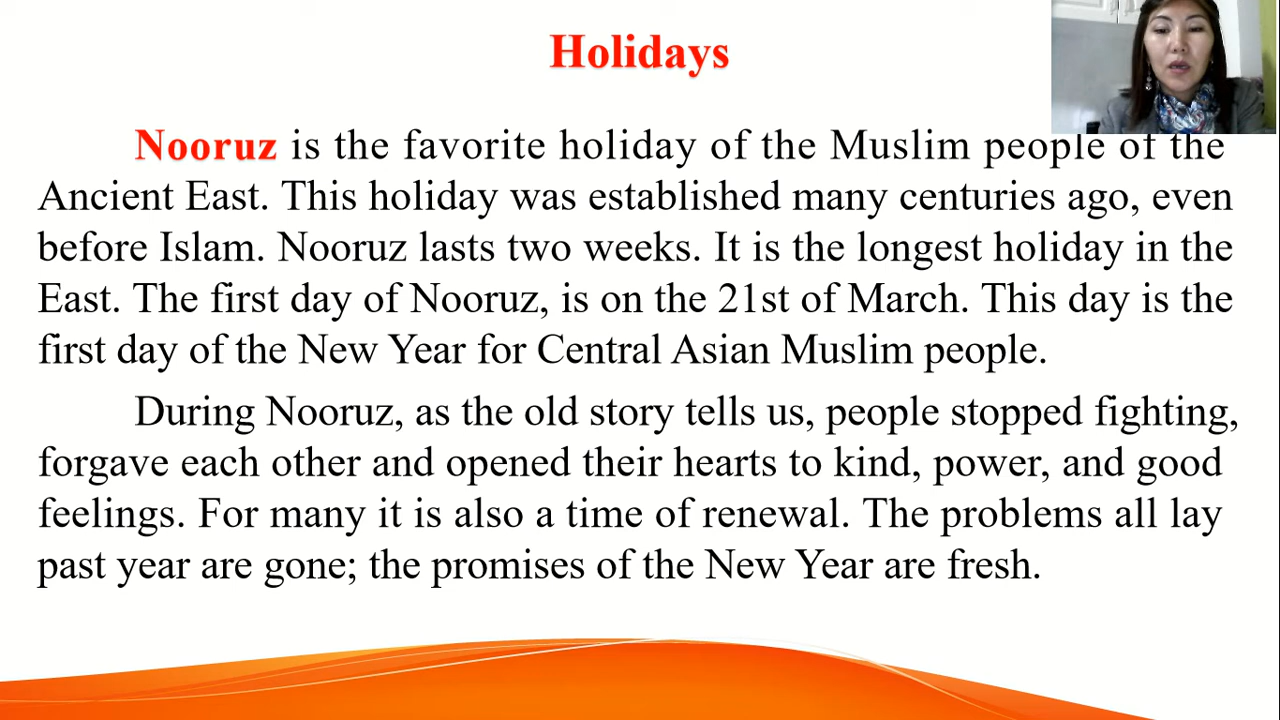 Holidays
Nooruz is the favorite holiday of the Muslim people of the
Ancient East. This holiday was established many centuries ago, even
before Islam. Nooruz lasts two weeks. It is the longest holiday in the
East. The first day of Nooruz, is on the 21st of March. This day is the
first day of the New Year for Central Asian Muslim people.
During Nooruz, as the old story tells us, people stopped fighting,
forgave each other and opened their hearts to kind, power, and good
feelings. For many it is also a time of renewal. The problems all lay
past year are gone; the promises of the New Year are fresh.